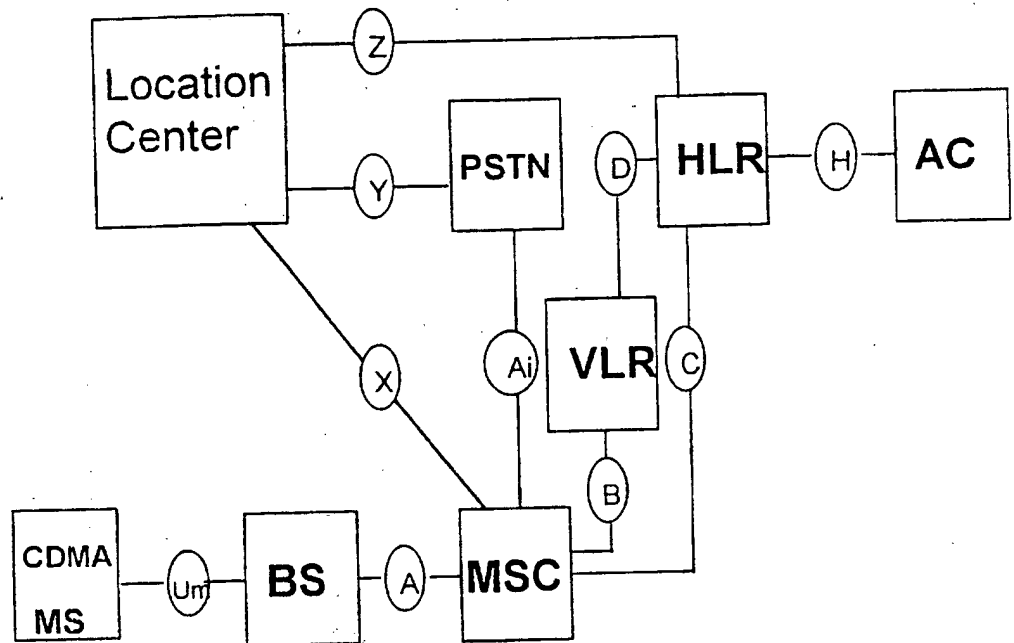 Z
Location
Center
PSTN
D
HLR
H
AC
Y
Ai
VLR
C
X
B
CDMA
MS
Um
BS
A
MSC